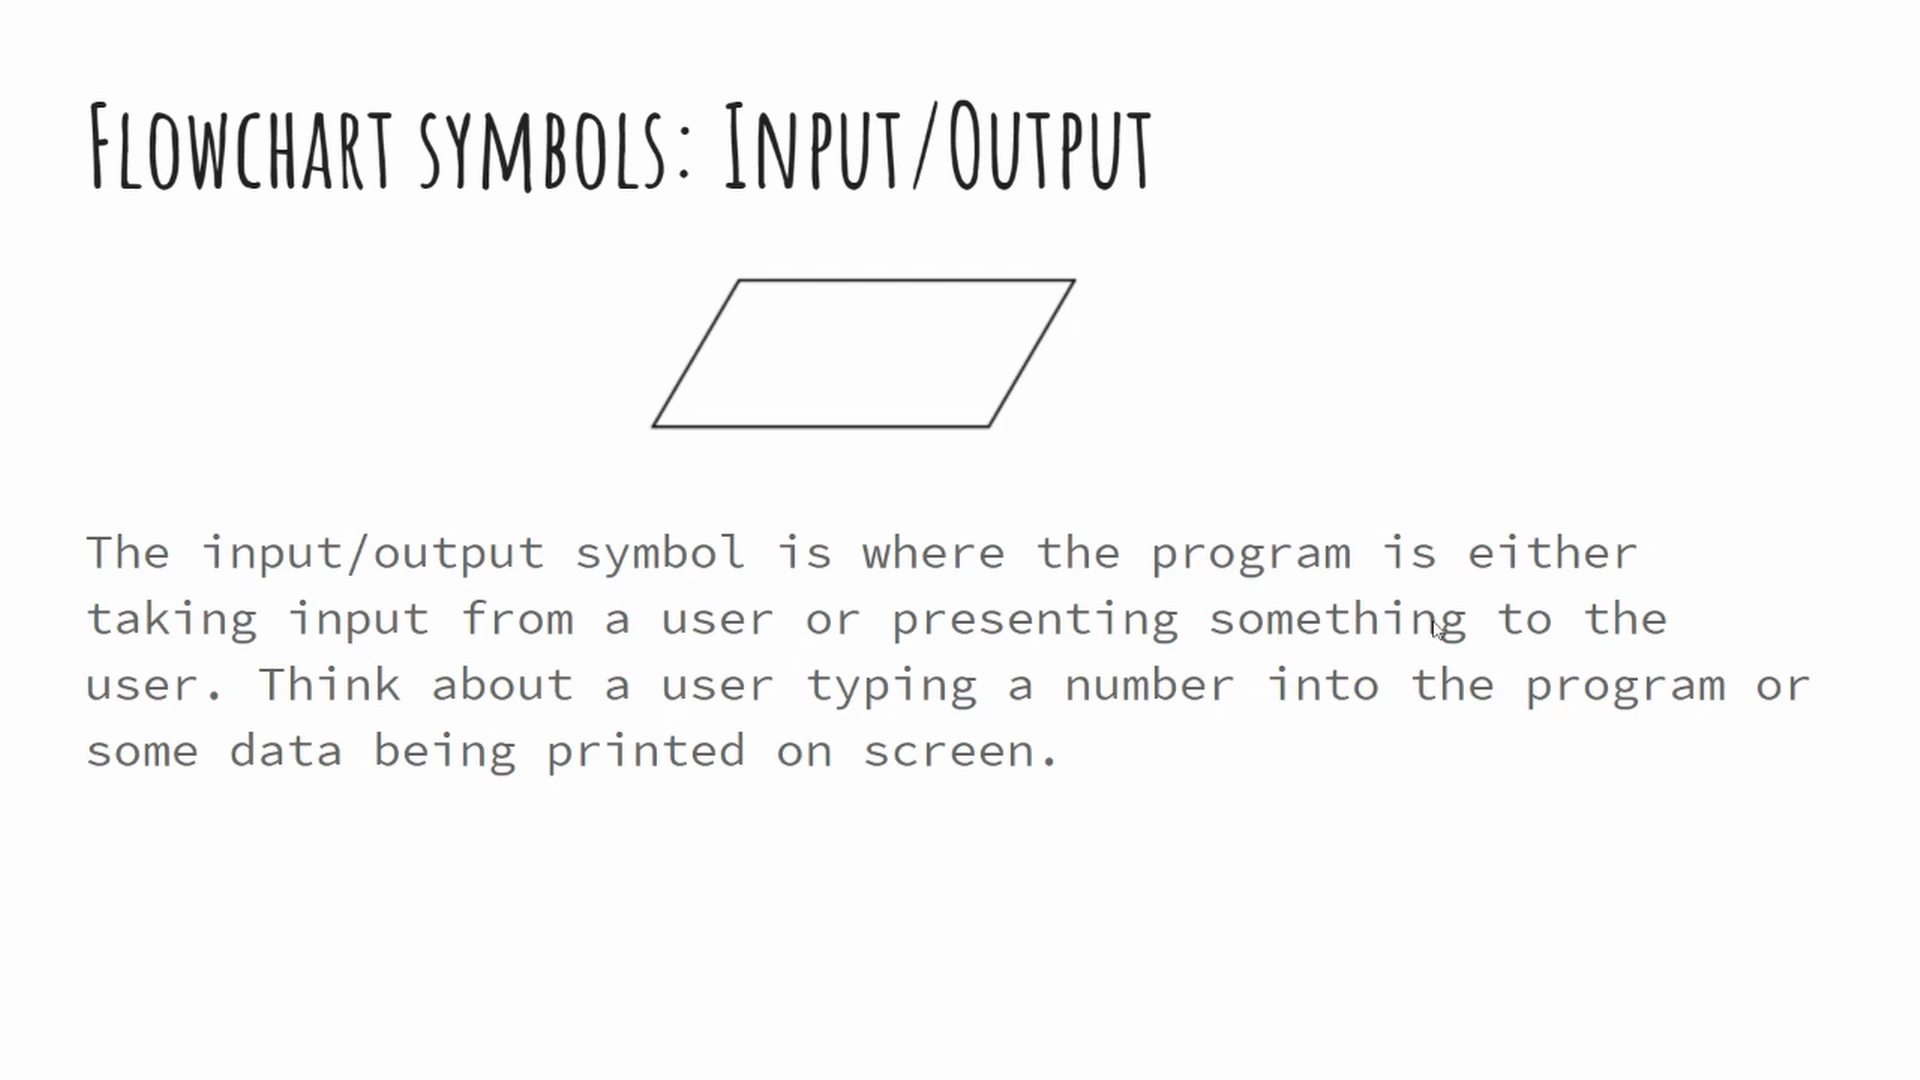 Flowchart symbols: Input/Output
The input/output symbol is where the program is either
taking input from a user or presenting something to the
user. Think about a user typing a number into the program or
some data being printed on screen.